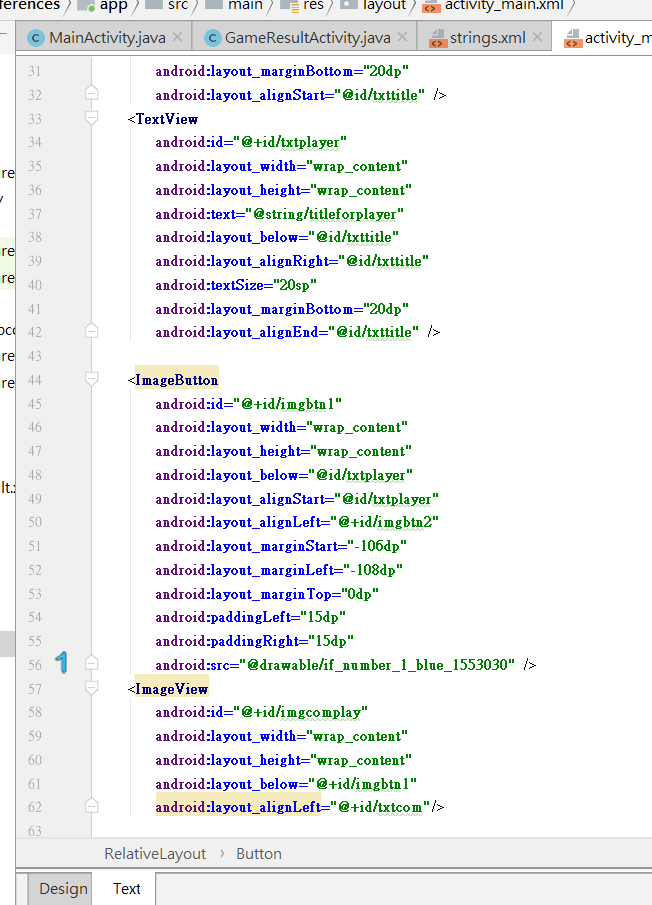 ferences app src main res layout activity_main.xml
MainActivity.java GameResultActivity.java strings.xml activity_m
31 android:layout_marginBottom="20dp"
32 android:layout_alignStart="@id/txttitle" />
33 <TextView
34 android:id="@+id/txtplayer"
35 android:layout_width="wrap_content"
36 android:layout_height="wrap_content"
37 android:text="@string/titleforplayer"
38 android:layout_below="@id/txttitle"
39 android:layout_alignRight="@id/txttitle"
40 android:textSize="20sp"
41 android:layout_marginBottom="20dp"
42 android:layout_alignEnd="@id/txttitle" />
43
44 <ImageButton
45 android:id="@+id/imgbtn1"
46 android:layout_width="wrap_content"
47 android:layout_height="wrap_content"
48 android:layout_below="@id/txtplayer"
49 android:layout_alignStart="@id/txtplayer"
50 android:layout_alignLeft="@+id/imgbtn2"
51 android:layout_marginStart="-106dp"
52 android:layout_marginLeft="-108dp"
53 android:layout_marginTop="0dp"
54 android:paddingLeft="15dp"
55 android:paddingRight="15dp"
56 1 android:src="@drawable/if_number_1_blue_1553030" />
57 <ImageView
58 android:id="@+id/imgcomplay"
59 android:layout_width="wrap_content"
60 android:layout_height="wrap_content"
61 android:layout_below="@+id/imgbtn1"
62 android:layout_alignLeft="@+id/txtcom"/>
63
RelativeLayout › Button
Design Text